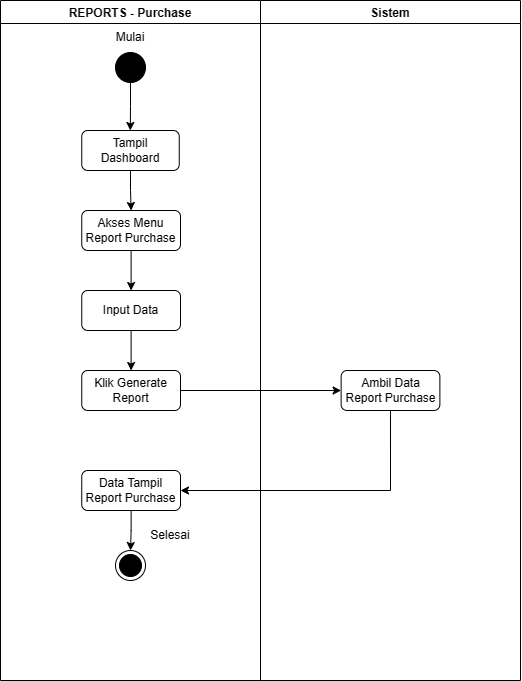 REPORTS - Purchase
Sistem
Mulai
Tampil
Dashboard
Akses Menu
Report Purchase
Input Data
Klik Generate
Report
Ambil Data
Report Purchase
Data Tampil
Report Purchase
Selesai